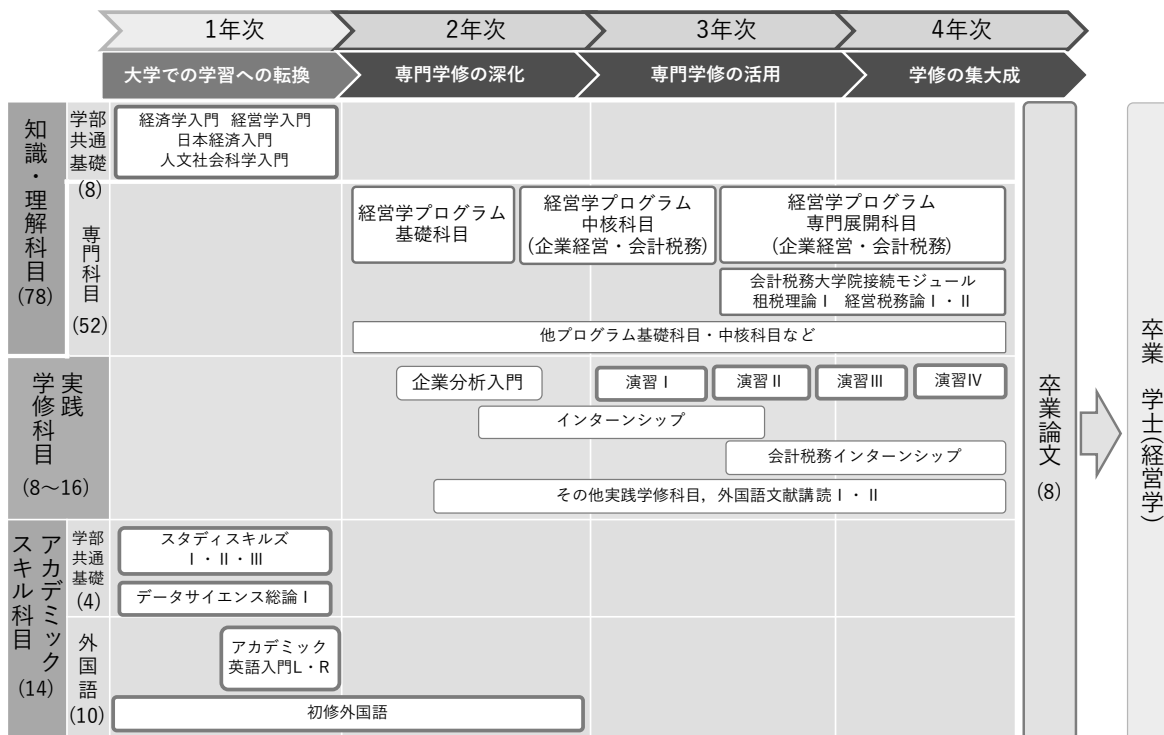 1年次
2年次
3年次
4年次
大学での学習への転換
専門学修の深化
専門学修の活用
学修の集大成
知識・理解科目
(78)
学部
共通
基礎
(8)
経済学入門 経営学入門
日本経済入門
人文社会科学入門
専門科目
(52)
経営学プログラム
基礎科目
経営学プログラム
中核科目
(企業経営・会計税務)
経営学プログラム
専門展開科目
(企業経営・会計税務)
会計税務大学院接続モジュール
租税理論Ⅰ 経営税務論Ⅰ・Ⅱ
他プログラム基礎科目・中核科目など
実践
学修科目
(8～16)
企業分析入門
演習Ⅰ
演習Ⅱ
演習Ⅲ
演習Ⅳ
インターンシップ
会計税務インターンシップ
その他実践学修科目，外国語文献講読Ⅰ・Ⅱ
アカデミック
スキル科目
(14)
学部
共通
基礎
(4)
スタディスキルズ
Ⅰ・Ⅱ・Ⅲ
データサイエンス総論Ⅰ
外国語
(10)
アカデミック
英語入門L・R
初修外国語
卒業論文
(8)
卒業 学士(経営学)